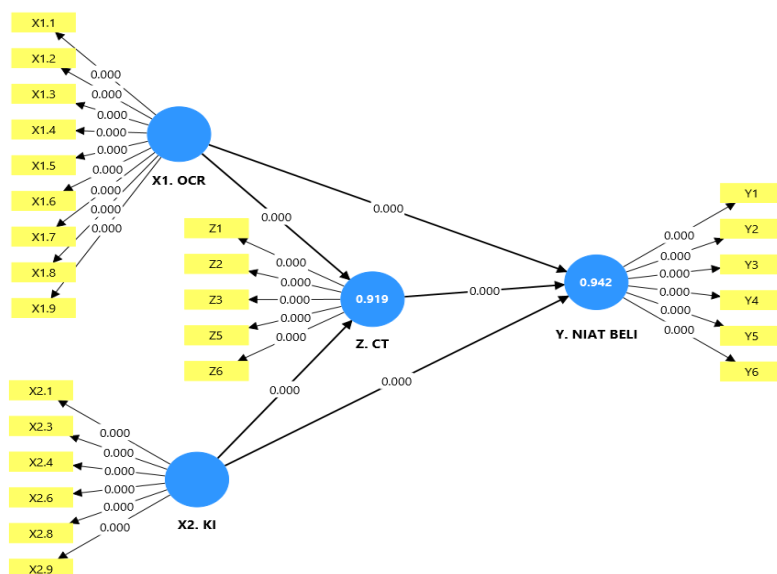 X1.1
X1.2
X1.3
X1.4
X1.5
X1.6
X1.7
X1.8
X1.9
0.000
0.000
0.000
0.000
0.000
0.000
0.000
0.000
0.000
X1. OCR
0.000
0.000
Z1
Z2
Z3
Z5
Z6
0.000
0.000
0.000
0.000
0.000
0.919
Z. CT
0.000
0.942
Y. NIAT BELI
0.000
0.000
0.000
0.000
0.000
0.000
Y1
Y2
Y3
Y4
Y5
Y6
0.000
0.000
X2.1
X2.3
X2.4
X2.6
X2.8
X2.9
0.000
0.000
0.000
0.000
0.000
0.000
X2. KI